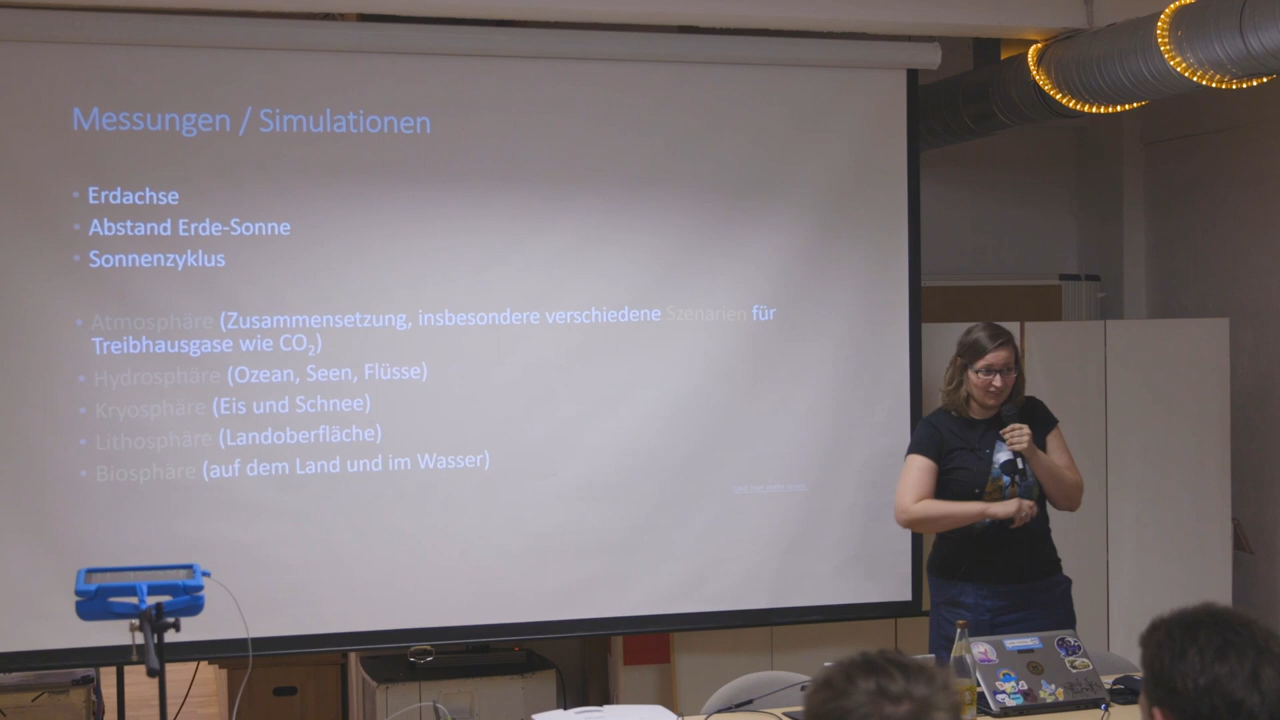 Messungen / Simulationen
• Erdachse
• Abstand Erde-Sonne
• Sonnenzyklus
• Atmosphäre (Zusammensetzung, insbesondere verschiedene Szenarien für
Treibhausgase wie CO₂)
• Hydrosphäre (Ozean, Seen, Flüsse)
• Kryosphäre (Eis und Schnee)
• Lithosphäre (Landoberfläche)
• Biosphäre (auf dem Land und im Wasser)